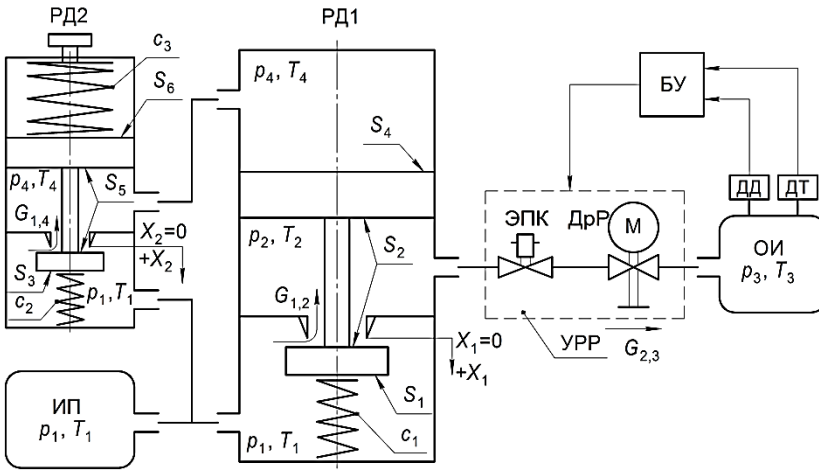 РД2
РД1
c₃
S₆
p₄, T₄
БУ
S₄
p₄, T₄
S₅
ДД
ДТ
G₁,₄
X₂=0
+X₂
p₂, T₂
S₂
ЭПК
ДрР
М
ОИ
p₃, T₃
S₃
c₂
p₁, T₁
G₁,₂
X₁=0
+X₁
УРР
G₂,₃
ИП
p₁, T₁
p₁, T₁
S₁
c₁